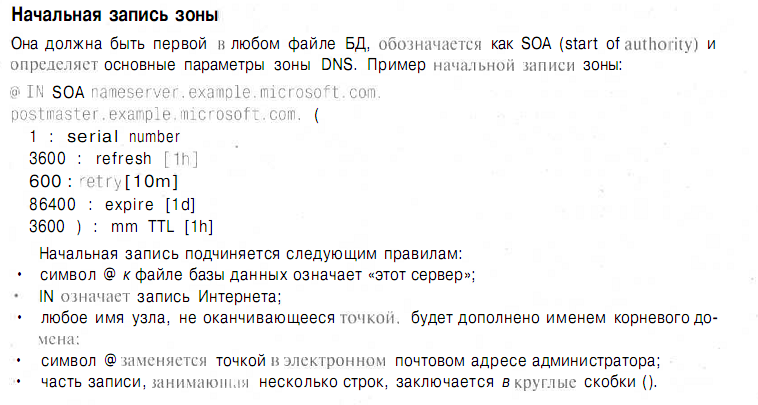 Начальная запись зоны
Она должна быть первой в любом файле БД, обозначается как SOA (start of authority) и
определяет основные параметры зоны DNS. Пример начальной записи зоны:
@ IN SOA nameserver.example.microsoft.com.
postmaster.example.microsoft.com. (
1 : serial number
3600 : refresh [1h]
600 : retry [10m]
86400 : expire [1d]
3600 ) : mm TTL [1h]
Начальная запись подчиняется следующим правилам:
• символ @ к файле базы данных означает «этот сервер»;
• IN означает запись Интернета;
• любое имя узла, не оканчивающееся точкой, будет дополнено именем корневого до-
мена:
• символ @ заменяется точкой в электронном почтовом адресе администратора;
• часть записи, занимающая несколько строк, заключается в круглые скобки ().